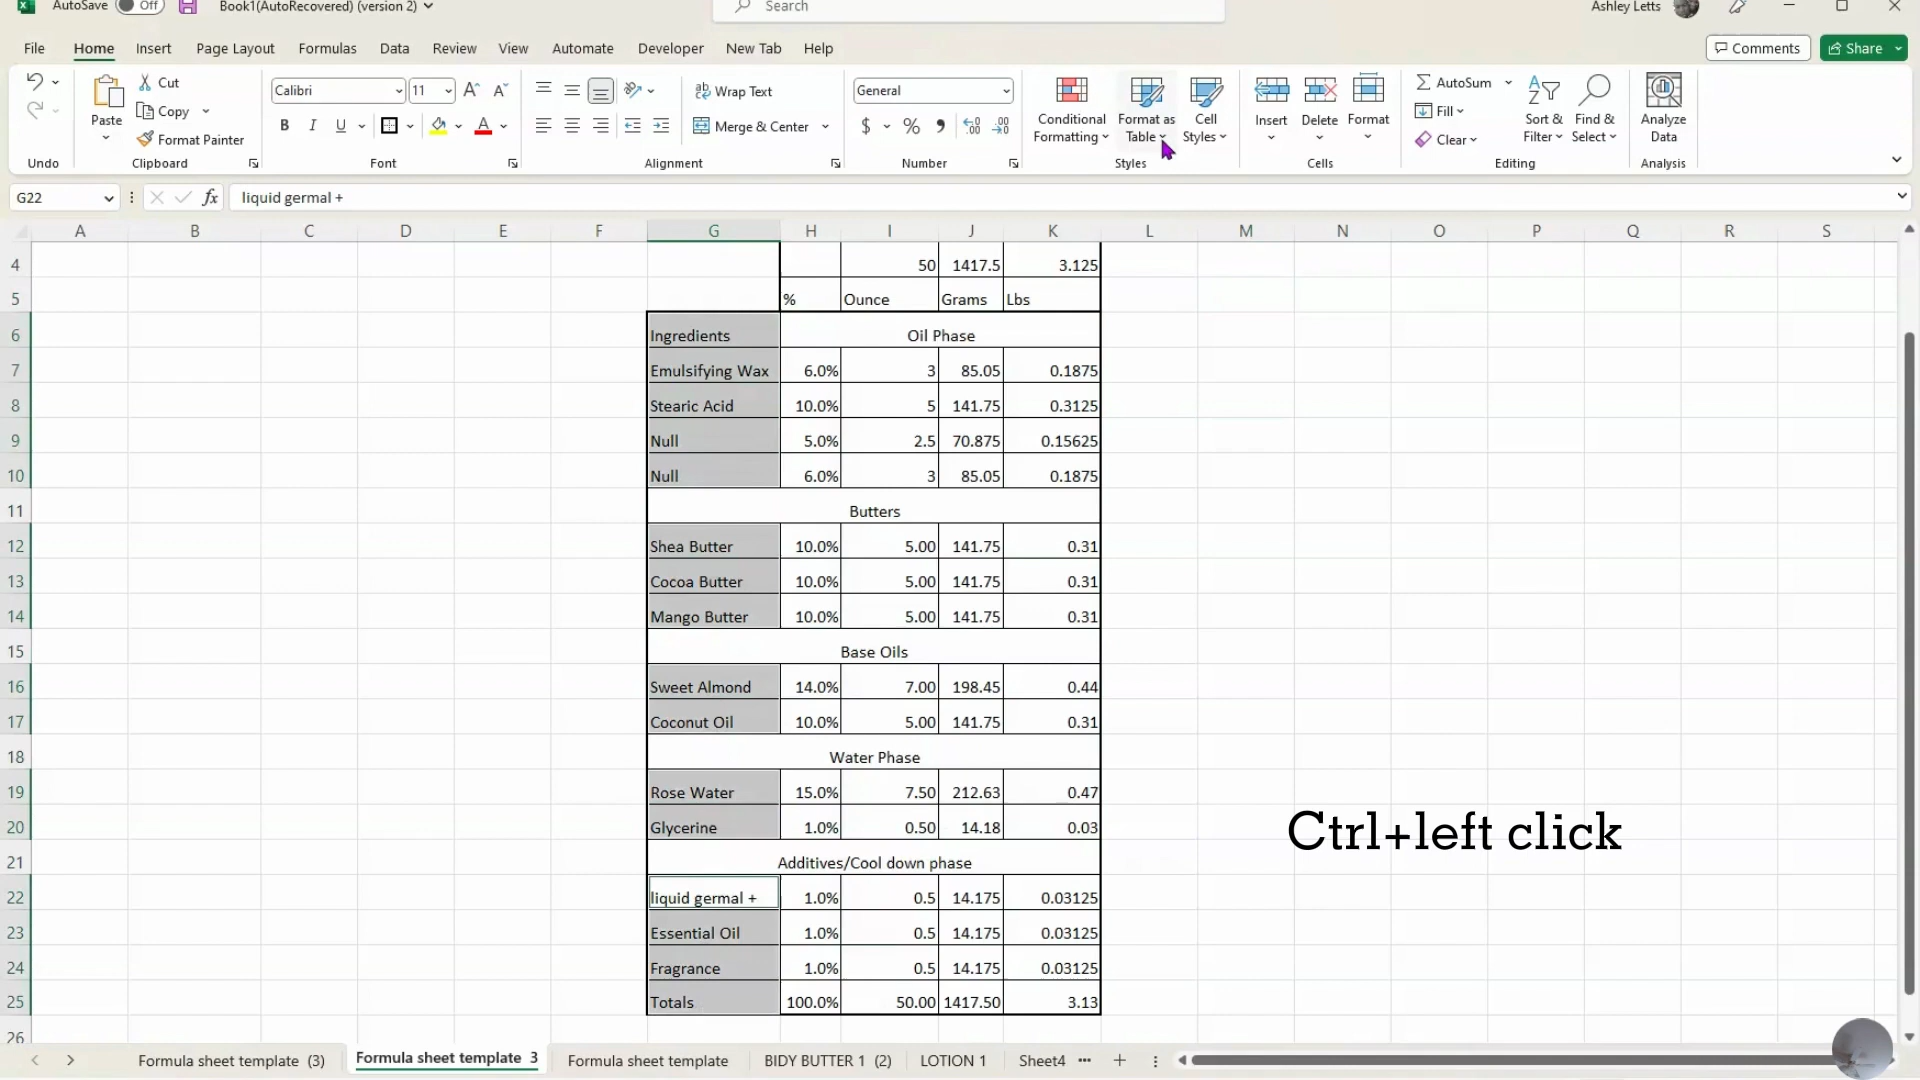 AutoSave Off Book1(AutoRecovered) (version 2) Search Ashley Letts
File Home Insert Page Layout Formulas Data Review View Automate Developer New Tab Help Comments Share
Cut Calibri 11 Wrap Text General AutoSum
Paste Copy Conditional Formatting Format as Table Cell Styles Insert Delete Format Fill Sort & Filter Find & Select Analyze Data
Format Painter B I U A Merge & Center $ % Clear
Undo Clipboard Font Alignment Number Styles Cells Editing Analysis
G22 fx liquid germal +
A B C D E F G H I J K L M N O P Q R S
4 50 1417.5 3.125
5 % Ounce Grams Lbs
6 Ingredients Oil Phase
7 Emulsifying Wax 6.0% 3 85.05 0.1875
8 Stearic Acid 10.0% 5 141.75 0.3125
9 Null 5.0% 2.5 70.875 0.15625
10 Null 6.0% 3 85.05 0.1875
11 Butters
12 Shea Butter 10.0% 5.00 141.75 0.31
13 Cocoa Butter 10.0% 5.00 141.75 0.31
14 Mango Butter 10.0% 5.00 141.75 0.31
15 Base Oils
16 Sweet Almond 14.0% 7.00 198.45 0.44
17 Coconut Oil 10.0% 5.00 141.75 0.31
18 Water Phase
19 Rose Water 15.0% 7.50 212.63 0.47
20 Glycerine 1.0% 0.50 14.18 0.03
Ctrl+left click
21 Additives/Cool down phase
22 liquid germal + 1.0% 0.5 14.175 0.03125
23 Essential Oil 1.0% 0.5 14.175 0.03125
24 Fragrance 1.0% 0.5 14.175 0.03125
25 Totals 100.0% 50.00 1417.50 3.13
26
Formula sheet template (3) Formula sheet template 3 Formula sheet template BIDY BUTTER 1 (2) LOTION 1 Sheet4 ...